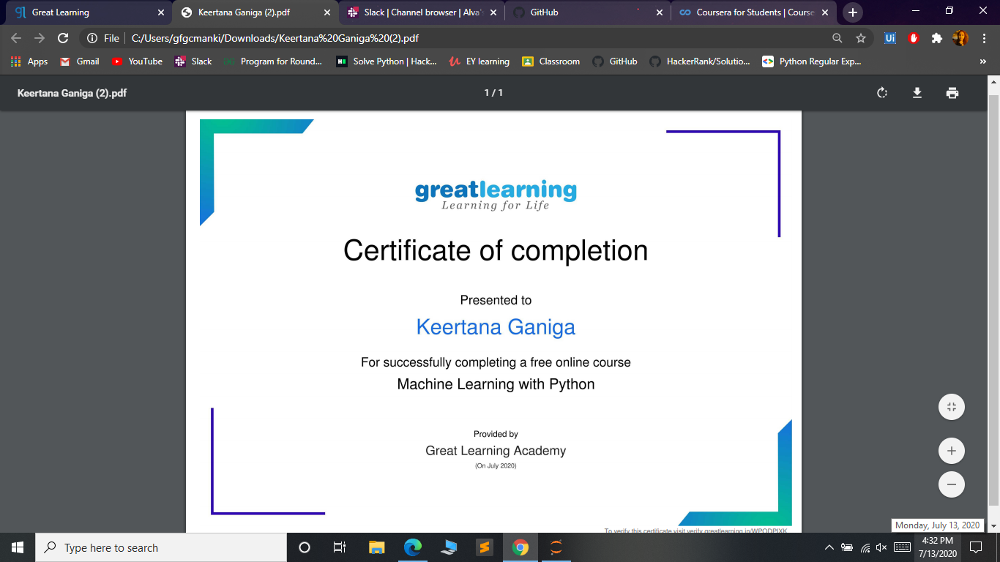 Great Learning
Keertana Ganiga (2).pdf
Slack | Channel browser | Alva's
GitHub
Coursera for Students | Course
File | C:/Users/gfgcmanki/Downloads/Keertana%20Ganiga%20(2).pdf
Apps
Gmail
YouTube
Slack
Program for Round...
Solve Python | Hack...
EY learning
Classroom
GitHub
HackerRank/Solutio...
Python Regular Exp...
Keertana Ganiga (2).pdf
1 / 1
greatlearning
Learning for Life
Certificate of completion
Presented to
Keertana Ganiga
For successfully completing a free online course
Machine Learning with Python
Provided by
Great Learning Academy
(On July 2020)
To verify this certificate visit verify.greatlearning.in/WPODPIXK
Monday, July 13, 2020
Type here to search
4:32 PM
7/13/2020